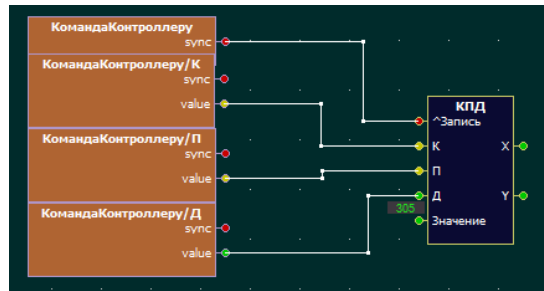 КомандаКонтроллеру
sync
КомандаКонтроллеру/К
sync
value
КомандаКонтроллеру/П
sync
value
КомандаКонтроллеру/Д
sync
value
КПД
^Запись
К X
П
Д Y
305
Значение